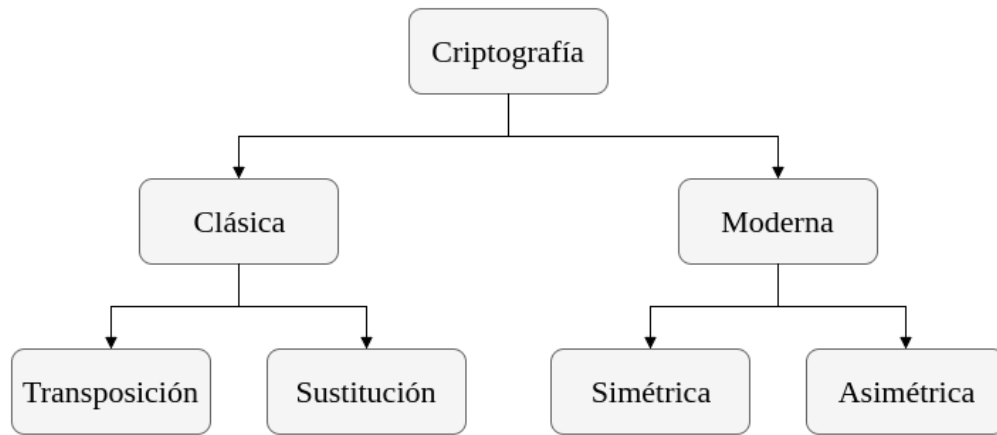 Criptografía
Clásica
Moderna
Transposición
Sustitución
Simétrica
Asimétrica